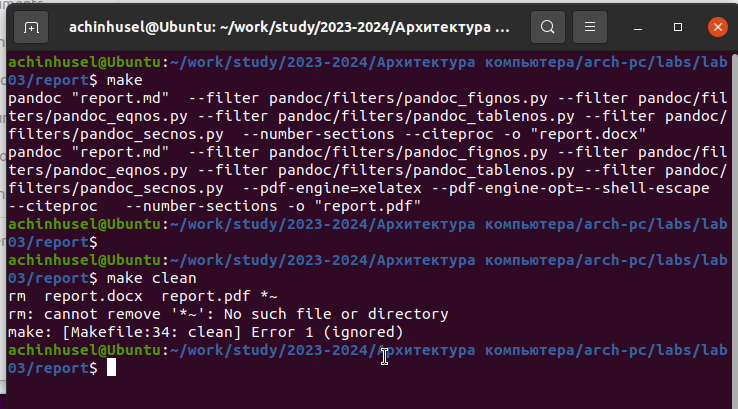 achinhusel@Ubuntu: ~/work/study/2023-2024/Архитектура ...
achinhusel@Ubuntu:~/work/study/2023-2024/Архитектура компьютера/arch-pc/labs/lab
03/report$ make
pandoc "report.md"  --filter pandoc/filters/pandoc_fignos.py --filter pandoc/fil
ters/pandoc_eqnos.py --filter pandoc/filters/pandoc_tablenos.py --filter pandoc/
filters/pandoc_secnos.py  --number-sections --citeproc -o "report.docx"
pandoc "report.md"  --filter pandoc/filters/pandoc_fignos.py --filter pandoc/fil
ters/pandoc_eqnos.py --filter pandoc/filters/pandoc_tablenos.py --filter pandoc/
filters/pandoc_secnos.py  --pdf-engine=xelatex --pdf-engine-opt=--shell-escape
--citeproc   --number-sections -o "report.pdf"
achinhusel@Ubuntu:~/work/study/2023-2024/Архитектура компьютера/arch-pc/labs/lab
03/report$
achinhusel@Ubuntu:~/work/study/2023-2024/Архитектура компьютера/arch-pc/labs/lab
03/report$ make clean
rm  report.docx  report.pdf *~
rm: cannot remove '*~': No such file or directory
make: [Makefile:34: clean] Error 1 (ignored)
achinhusel@Ubuntu:~/work/study/2023-2024/Архитектура компьютера/arch-pc/labs/lab
03/report$